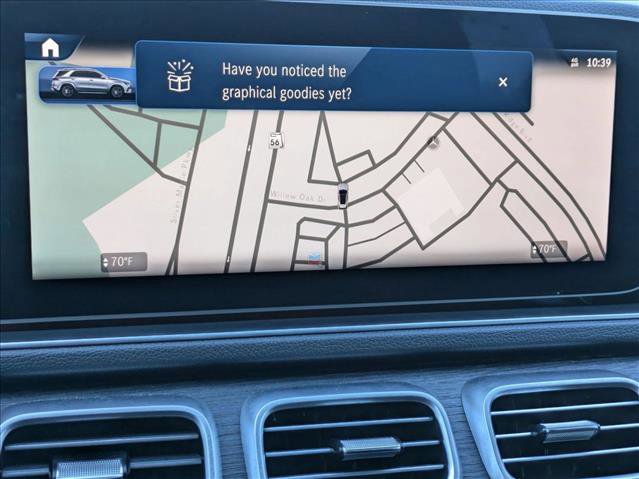 Have you noticed the
graphical goodies yet?
10:39
56
Willow Oak Dr
70°F
70°F